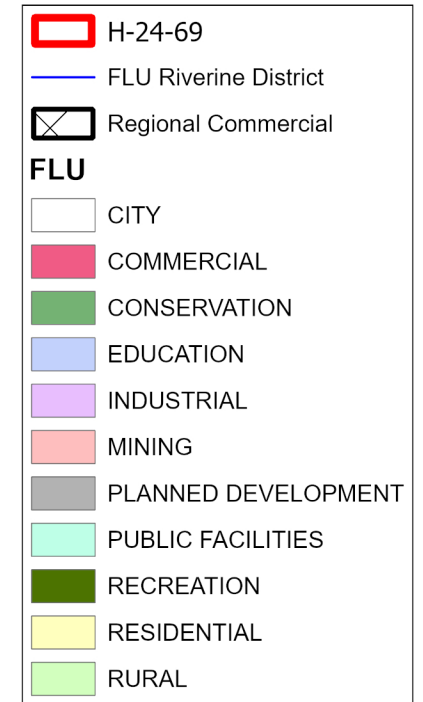 H-24-69
FLU Riverine District
Regional Commercial
FLU
CITY
COMMERCIAL
CONSERVATION
EDUCATION
INDUSTRIAL
MINING
PLANNED DEVELOPMENT
PUBLIC FACILITIES
RECREATION
RESIDENTIAL
RURAL